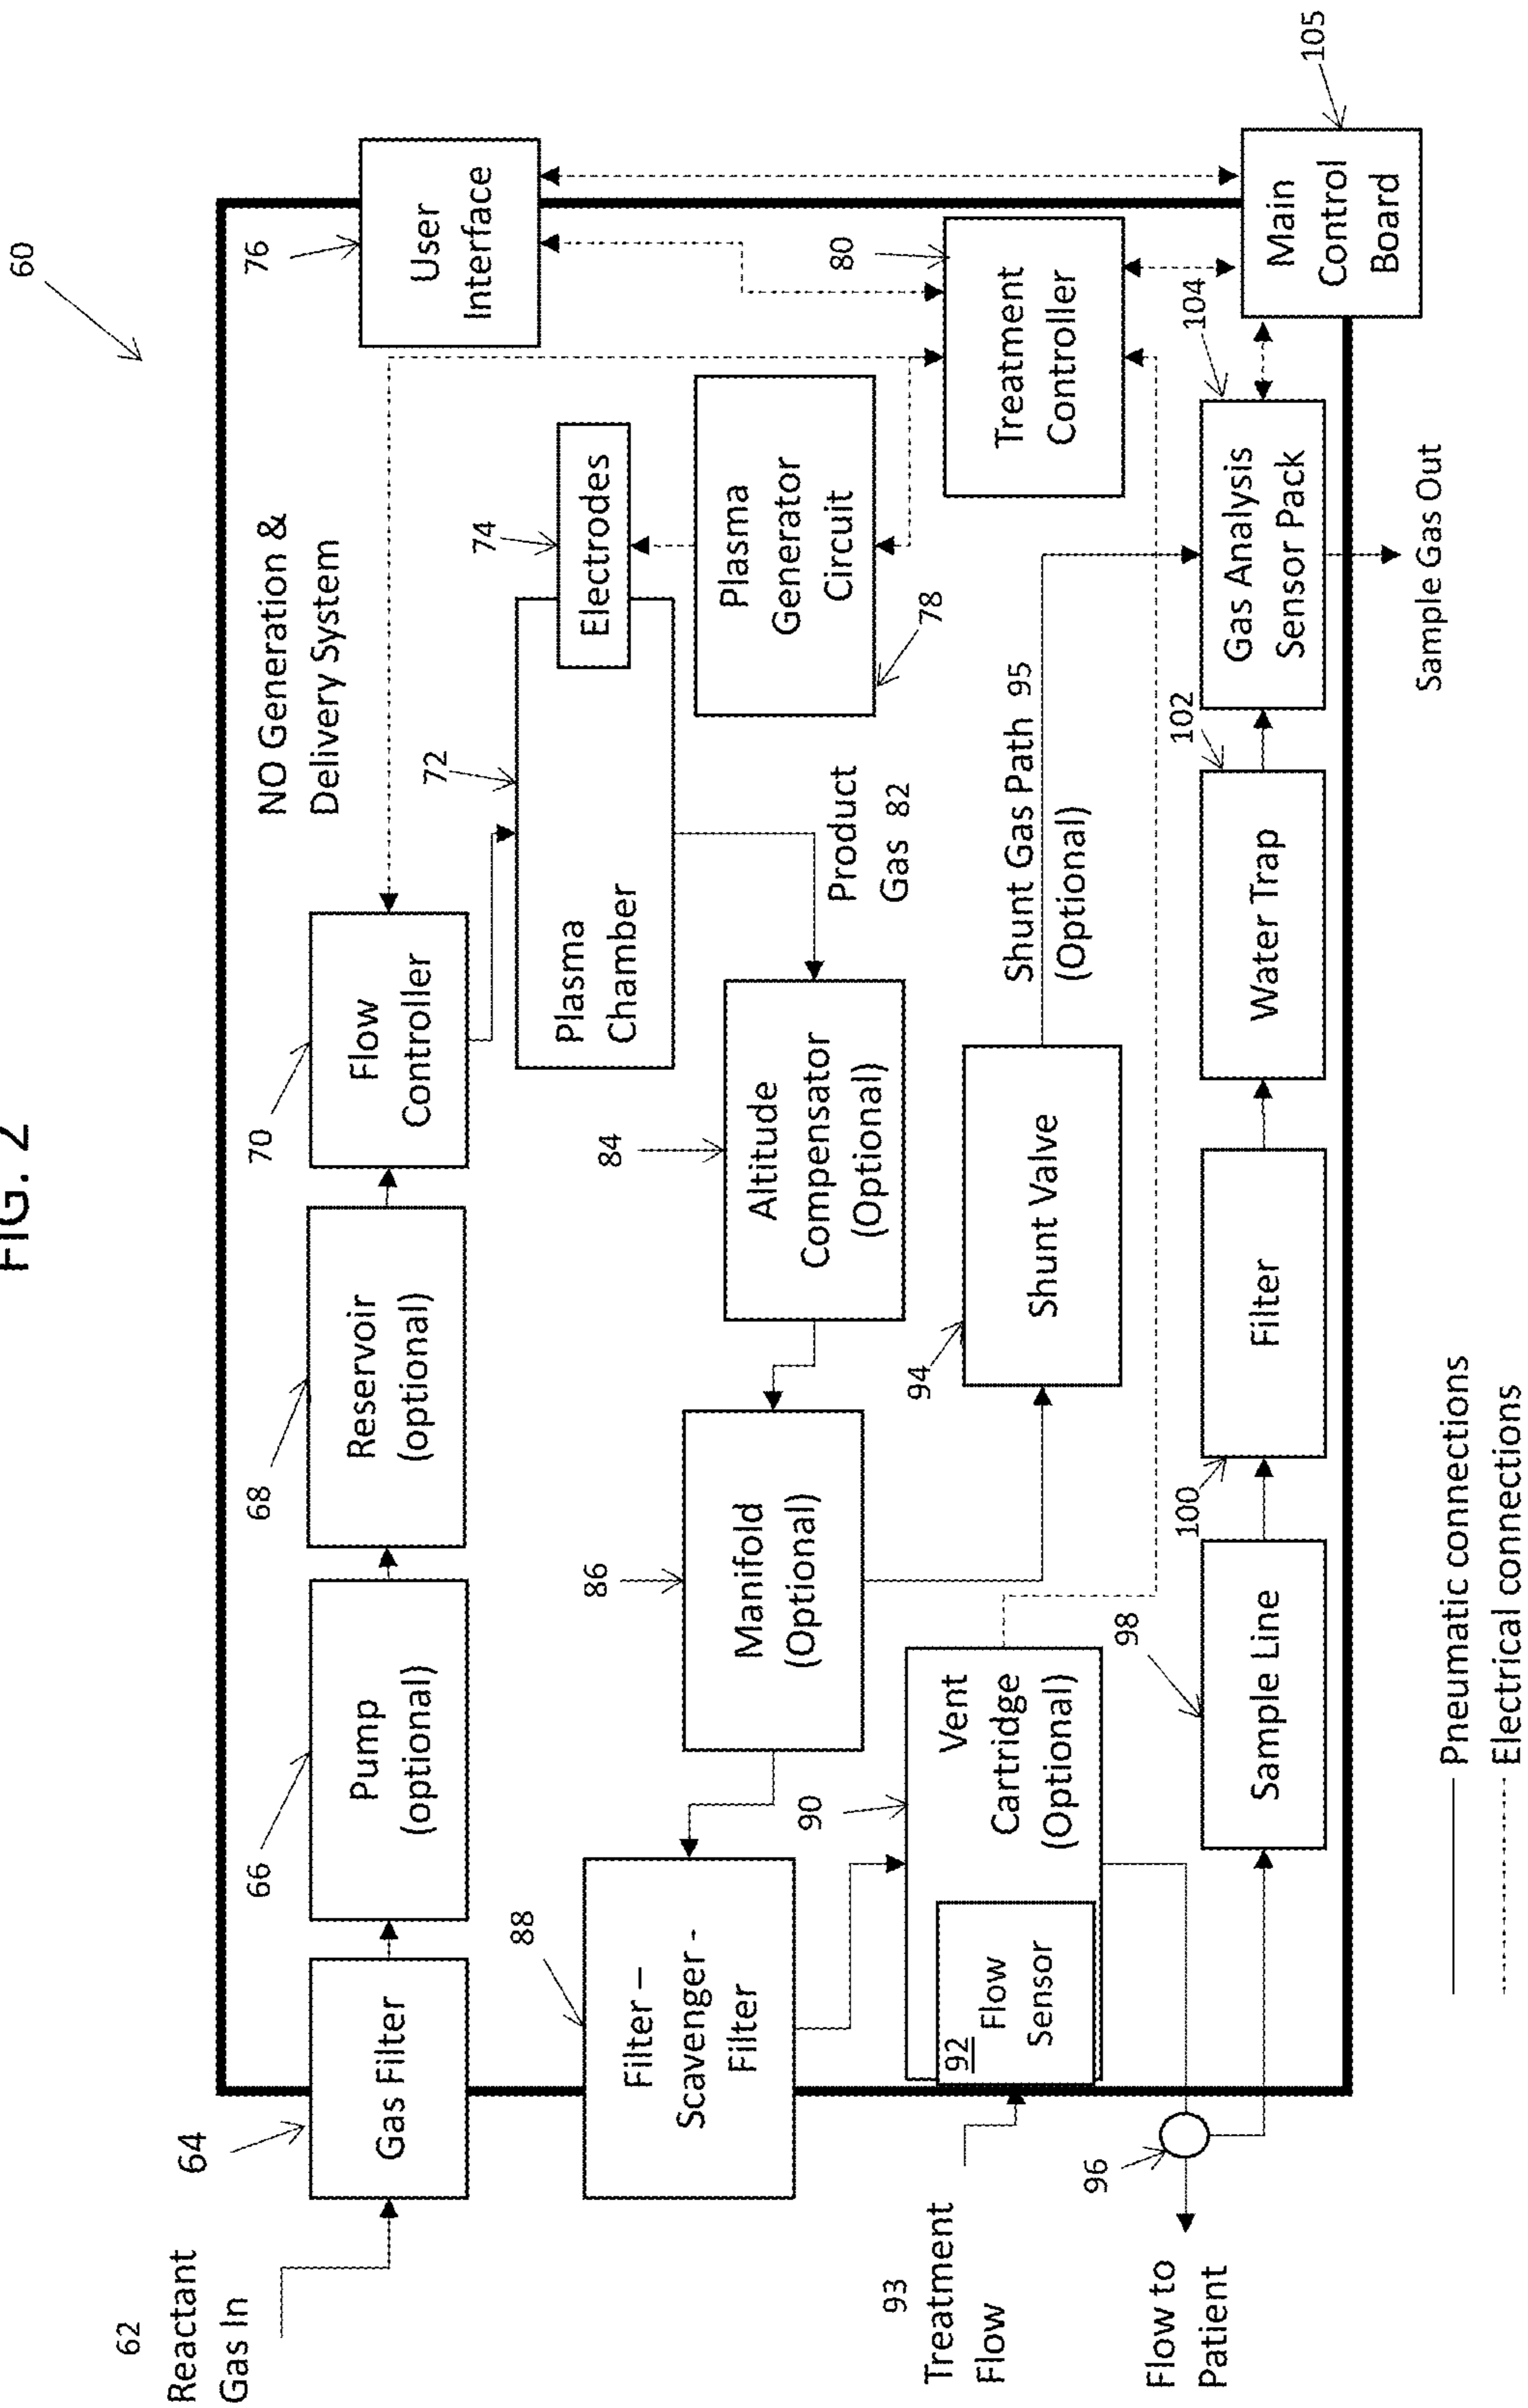 FIG. 2
60
NO Generation &
Delivery System
62
Reactant
Gas In
64
Gas Filter
66
Pump
(optional)
68
Reservoir
(optional)
70
Flow
Controller
76
User
Interface
72
Plasma
Chamber
74
Electrodes
78
Plasma
Generator
Circuit
80
Treatment
Controller
Product
Gas 82
84
Altitude
Compensator
(Optional)
86
Manifold
(Optional)
88
Filter –
Scavenger -
Filter
90
Vent
Cartridge
(Optional)
92
Flow
Sensor
93
Treatment
Flow
94
Shunt Valve
Shunt Gas Path 95
(Optional)
96
Flow to
Patient
98
Sample Line
100
Filter
102
Water Trap
104
Gas Analysis
Sensor Pack
Sample Gas Out
105
Main
Control
Board
Pneumatic connections
Electrical connections